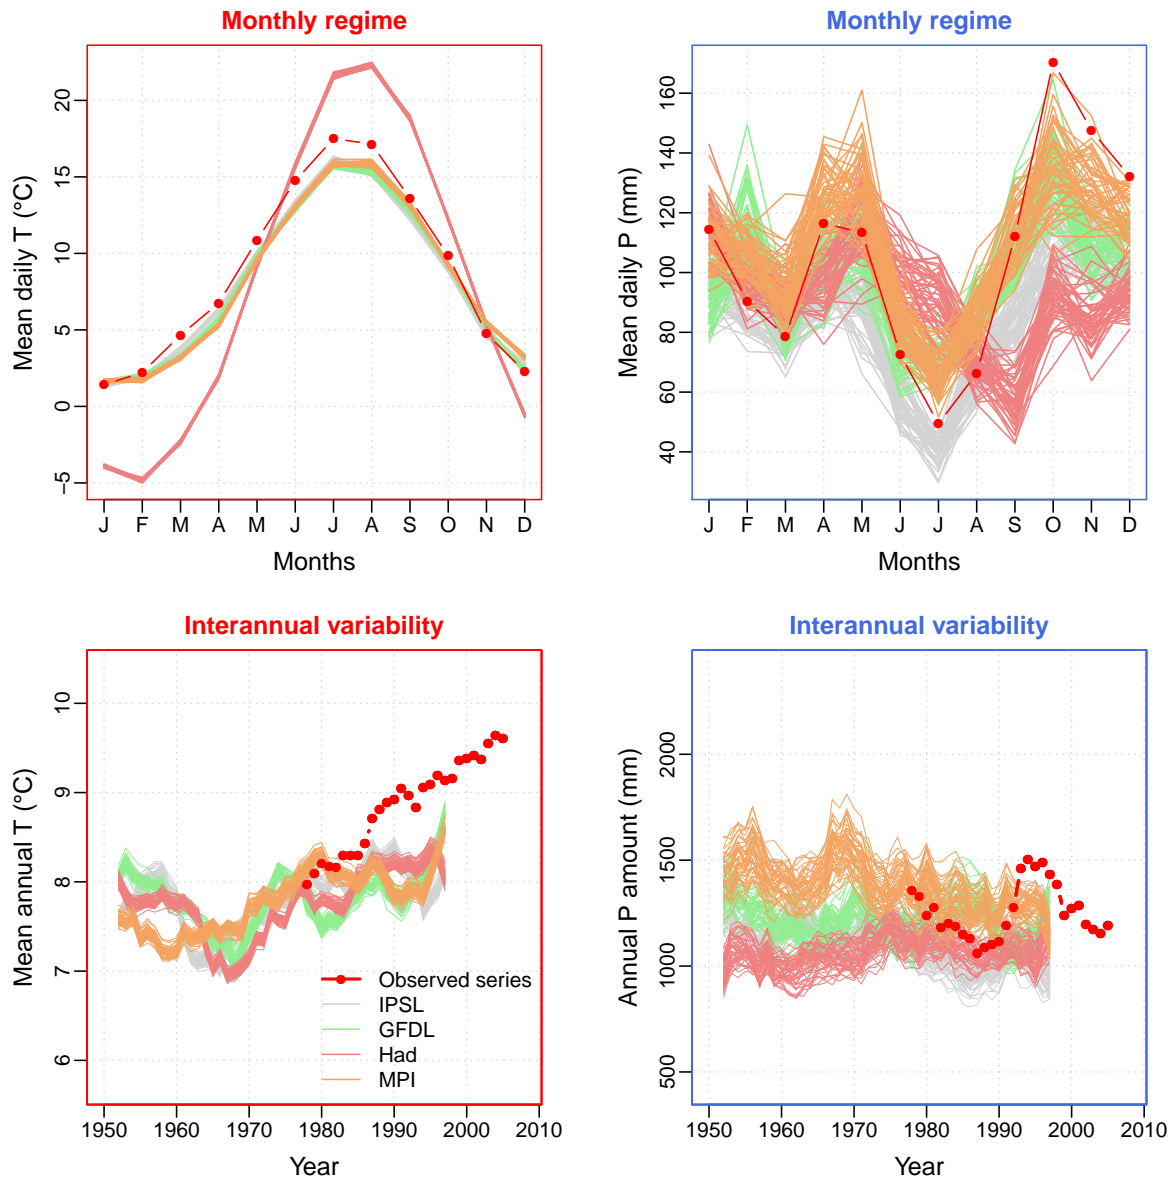 Monthly regime
Mean daily T (°C)
20
15
10
5
0
−5
J F M A M J J A S O N D
Months
Monthly regime
Mean daily P (mm)
160
140
120
100
80
60
40
J F M A M J J A S O N D
Months
Interannual variability
Mean annual T (°C)
10
9
8
7
6
Observed series
IPSL
GFDL
Had
MPI
1950 1960 1970 1980 1990 2000 2010
Year
Interannual variability
Annual P amount (mm)
2000
1500
1000
500
1950 1960 1970 1980 1990 2000 2010
Year